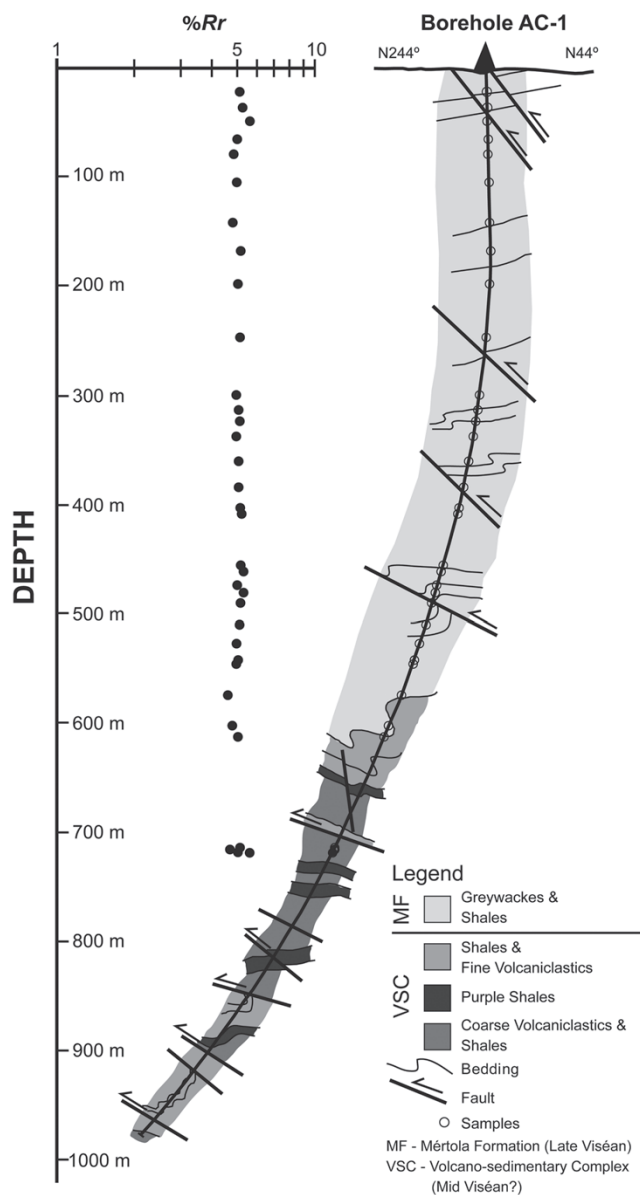 %Rr
Borehole AC-1
1
5
10
N244º
N44º
DEPTH
100 m
200 m
300 m
400 m
500 m
600 m
700 m
800 m
900 m
1000 m
Legend
MF
Greywackes &
Shales
VSC
Shales &
Fine Volcaniclastics
Purple Shales
Coarse Volcaniclastics &
Shales
Bedding
Fault
Samples
MF - Mértola Formation (Late Viséan)
VSC - Volcano-sedimentary Complex
(Mid Viséan?)